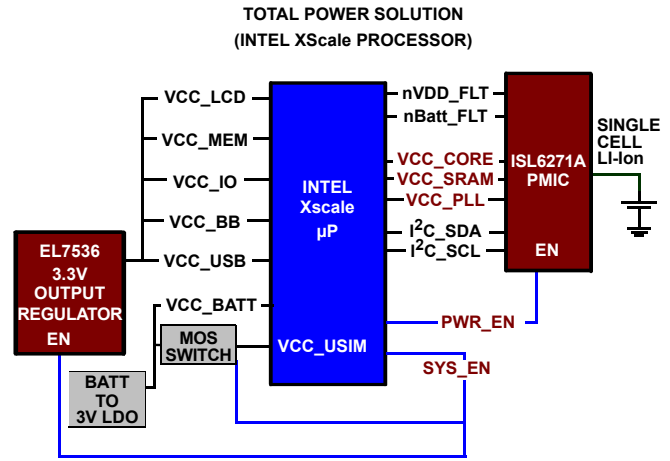 TOTAL POWER SOLUTION
(INTEL XScale PROCESSOR)
VCC_LCD
VCC_MEM
VCC_IO
VCC_BB
VCC_USB
VCC_BATT
VCC_USIM
INTEL
Xscale
µP
nVDD_FLT
nBatt_FLT
VCC_CORE
VCC_SRAM
VCC_PLL
I²C_SDA
I²C_SCL
PWR_EN
SYS_EN
ISL6271A
PMIC
EN
SINGLE
CELL
LI-Ion
EL7536
3.3V
OUTPUT
REGULATOR
EN
MOS
SWITCH
BATT
TO
3V LDO